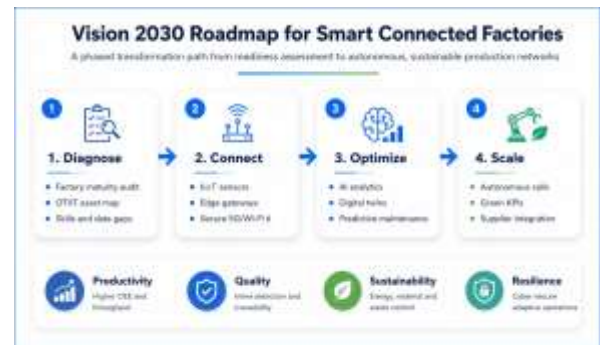 Vision 2030 Roadmap for Smart Connected Factories
A phased transformation path from readiness assessment to autonomous, sustainable production networks
1
2
3
4
1. Diagnose
Factory maturity audit
OT/IT asset map
Skills and data gaps
2. Connect
IIoT sensors
Edge gateways
Secure 5G/Wi-Fi 6
3. Optimize
AI analytics
Digital twins
Predictive maintenance
4. Scale
Autonomous cells
Green KPIs
Supplier integration
Productivity
Higher OEE and
throughput
Quality
Inline detection and
traceability
Sustainability
Energy, material and
waste control
Resilience
Cyber-secure
adaptive operations